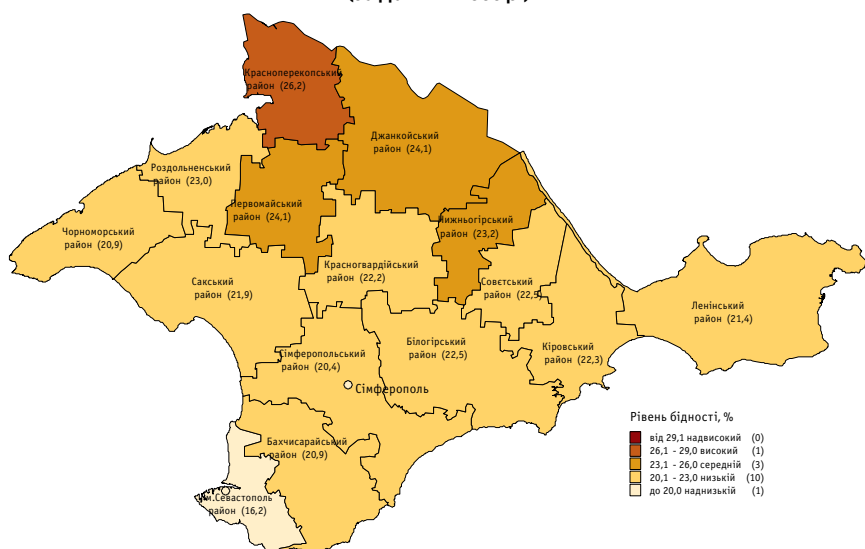 Красноперекопський
район (26,2)
Джанкойський
район (24,1)
Роздольненський
район (23,0)
Первомайський
район (24,1)
Нижньогірський
район (23,2)
Чорноморський
район (20,9)
Красногвардійський
район (22,2)
Сакський
район (21,9)
Совєтський
район (22,5)
Ленінський
район (21,4)
Сімферопольський
район (20,4)
Білогірський
район (22,5)
Кіровський
район (22,3)
Сімферополь
Бахчисарайський
район (20,9)
м.Севастополь
район (16,2)
Рівень бідності, %
від 29,1 надвисокий (0)
26,1 - 29,0 високий (1)
23,1 - 26,0 середній (3)
20,1 - 23,0 низькій (10)
до 20,0 наднизькій (1)